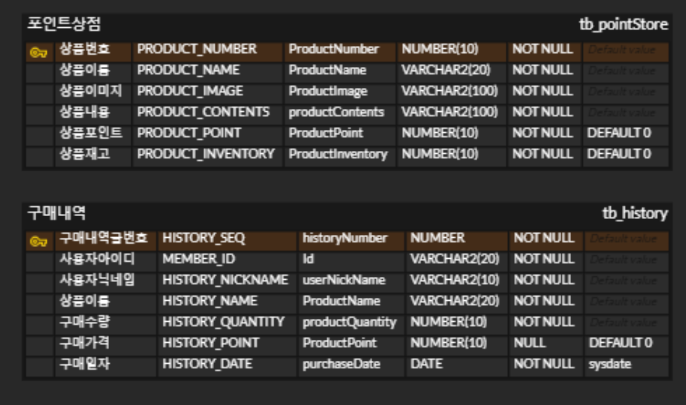 포인트상점 tb_pointStore
상품번호 PRODUCT_NUMBER ProductNumber NUMBER(10) NOT NULL Default value
상품이름 PRODUCT_NAME ProductName VARCHAR2(20) NOT NULL Default value
상품이미지 PRODUCT_IMAGE ProductImage VARCHAR2(100) NOT NULL Default value
상품내용 PRODUCT_CONTENTS productContents VARCHAR2(100) NOT NULL Default value
상품포인트 PRODUCT_POINT ProductPoint NUMBER(10) NOT NULL DEFAULT 0
상품재고 PRODUCT_INVENTORY ProductInventory NUMBER(10) NOT NULL DEFAULT 0
구매내역 tb_history
구매내역글번호 HISTORY_SEQ historyNumber NUMBER NOT NULL Default value
사용자아이디 MEMBER_ID Id VARCHAR2(20) NOT NULL Default value
사용자닉네임 HISTORY_NICKNAME userNickName VARCHAR2(10) NOT NULL Default value
상품이름 HISTORY_NAME ProductName VARCHAR2(20) NOT NULL Default value
구매수량 HISTORY_QUANTITY productQuantity NUMBER(10) NOT NULL Default value
구매가격 HISTORY_POINT ProductPoint NUMBER(10) NULL DEFAULT 0
구매일자 HISTORY_DATE purchaseDate DATE NOT NULL sysdate